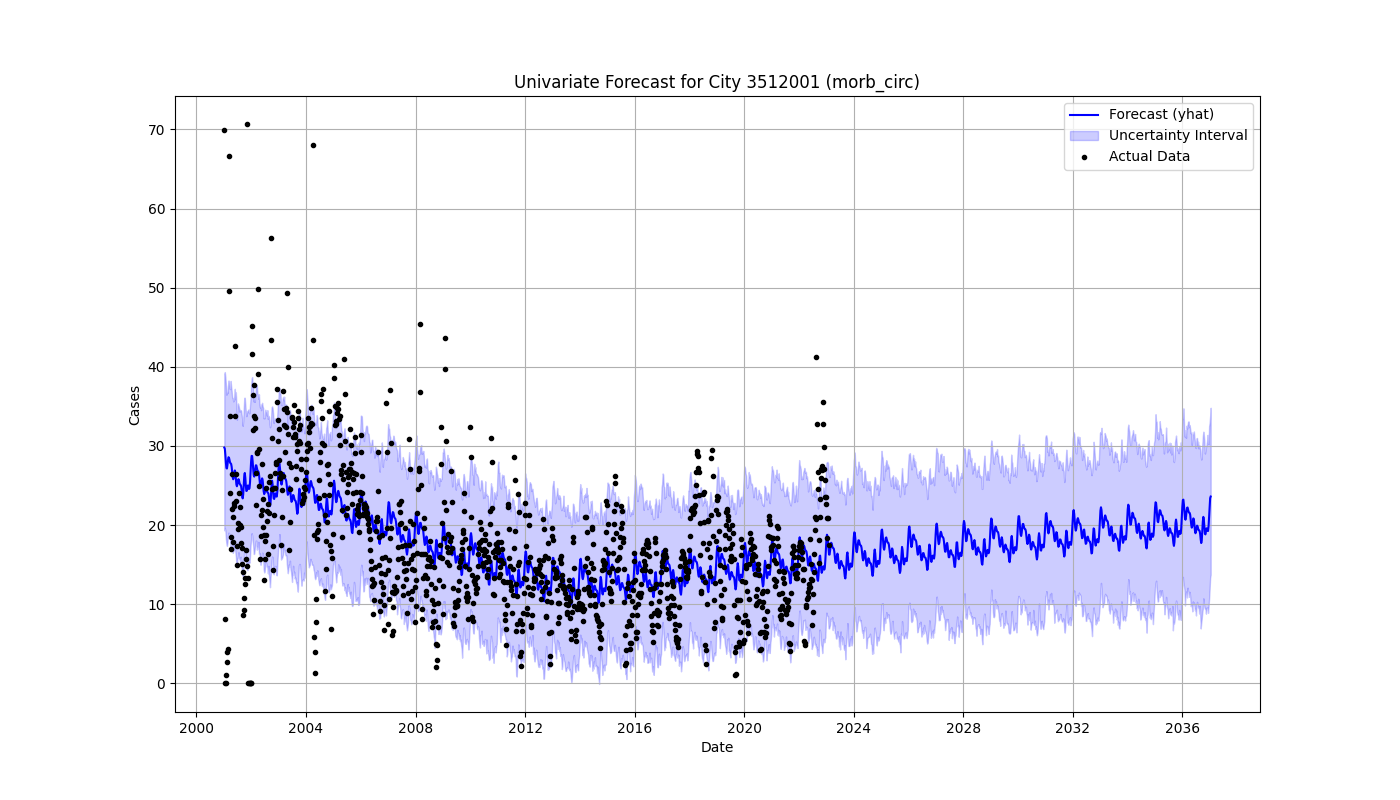 Univariate Forecast for City 3512001 (morb_circ)
Forecast (yhat)
Uncertainty Interval
Actual Data
70
60
50
40
30
20
10
0
Cases
2000 2004 2008 2012 2016 2020 2024 2028 2032 2036
Date